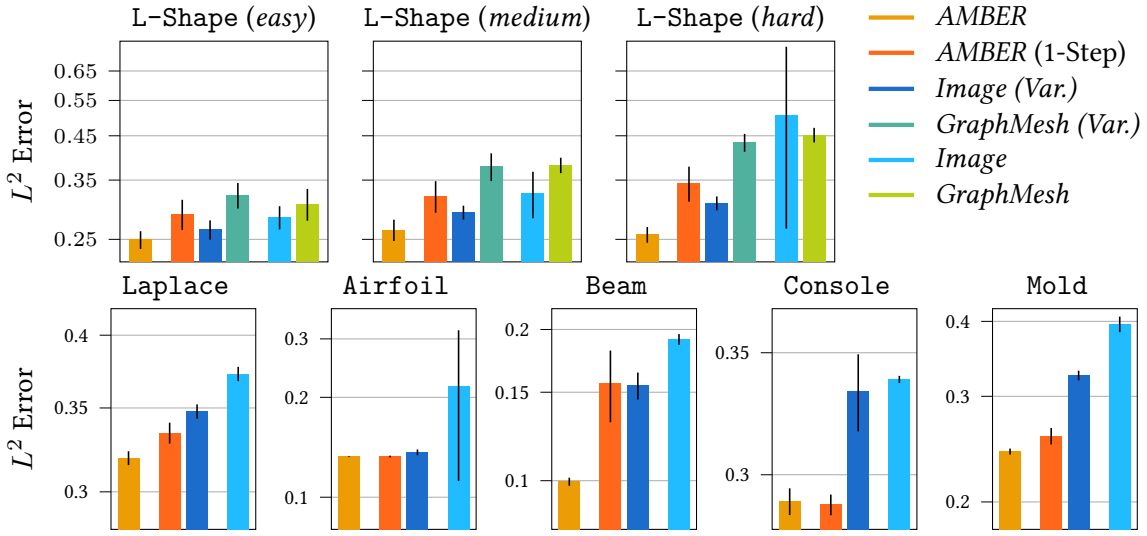 L-Shape (easy)
L-Shape (medium)
L-Shape (hard)
AMBER
AMBER (1-Step)
Image (Var.)
GraphMesh (Var.)
Image
GraphMesh
L² Error
0.65
0.55
0.45
0.35
0.25
Laplace
Airfoil
Beam
Console
Mold
L² Error
0.4
0.35
0.3
0.3
0.2
0.1
0.2
0.15
0.1
0.35
0.3
0.4
0.3
0.2